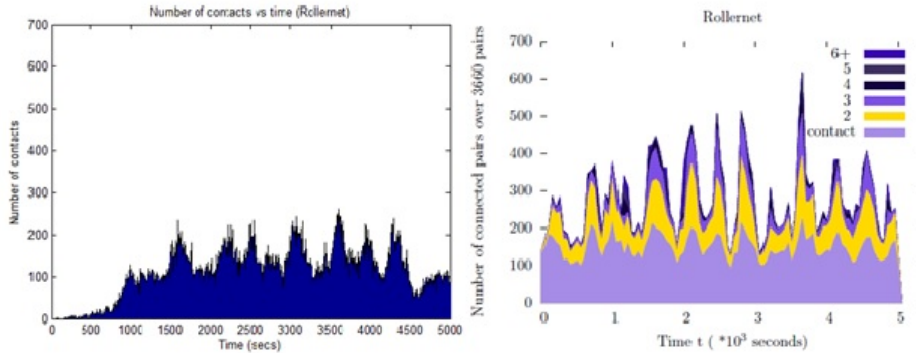 Number of contacts vs time (Rollernet)
700
600
500
400
300
200
100
0
0 500 1000 1500 2000 2500 3000 3500 4000 4500 5000
Number of contacts
Time (secs)
Rollernet
Number of connected pairs over 3660 pairs
700
600
500
400
300
200
100
0
6+
5
4
3
2
contact
0 1 2 3 4 5
Time t ( *10³ seconds)